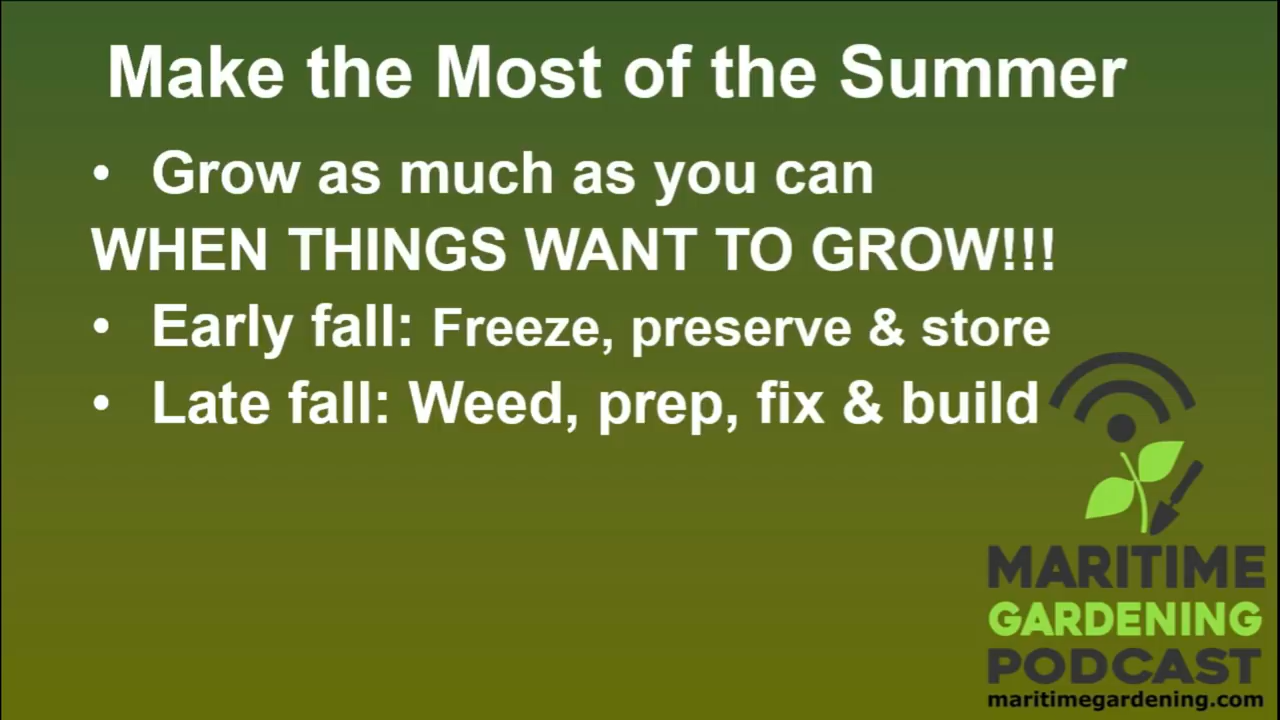 Make the Most of the Summer
• Grow as much as you can
WHEN THINGS WANT TO GROW!!!
• Early fall: Freeze, preserve & store
• Late fall: Weed, prep, fix & build
MARITIME
GARDENING
PODCAST
maritimegardening.com